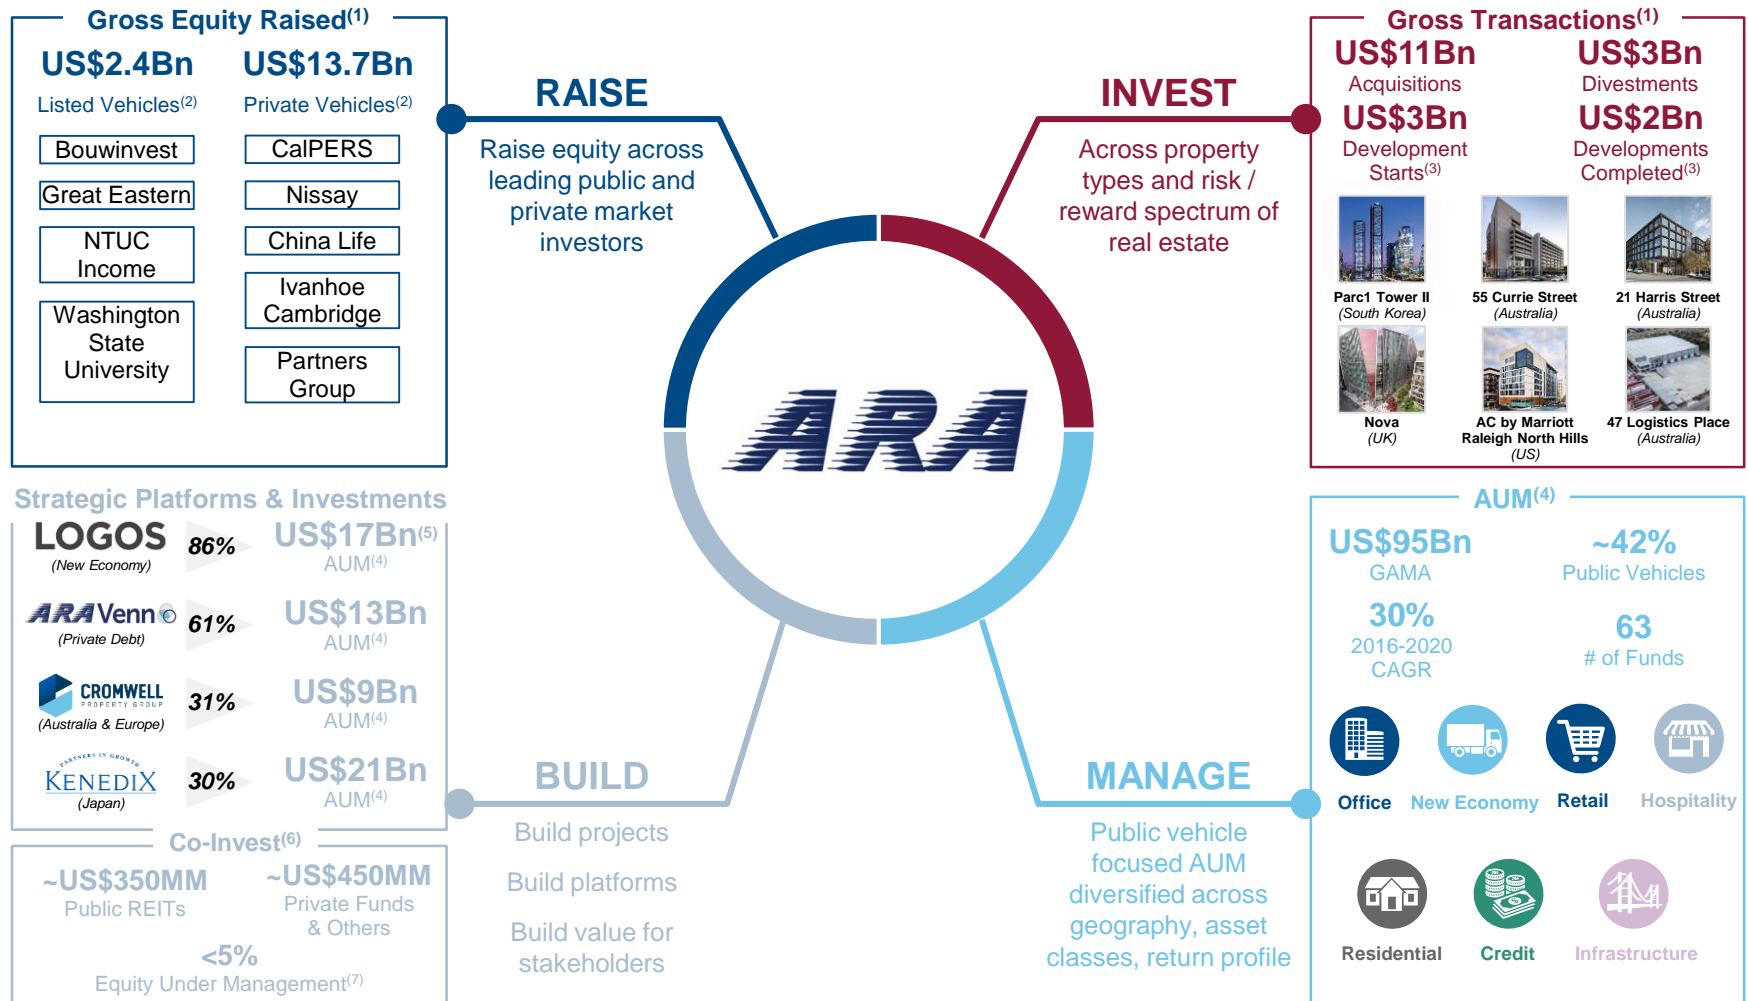 Gross Equity Raised(1)
US$2.4Bn
US$13.7Bn
Listed Vehicles(2)
Private Vehicles(2)
Bouwinvest
Great Eastern
NTUC
Income
Washington
State
University
CalPERS
Nissay
China Life
Ivanhoe
Cambridge
Partners
Group
RAISE
Raise equity across
leading public and
private market
investors
INVEST
Across property
types and risk /
reward spectrum of
real estate
Gross Transactions(1)
US$11Bn
Acquisitions
US$3Bn
Divestments
US$3Bn
Development
Starts(3)
US$2Bn
Developments
Completed(3)
Parc1 Tower II
(South Korea)
55 Currie Street
(Australia)
21 Harris Street
(Australia)
Nova
(UK)
AC by Marriott
Raleigh North Hills
(US)
47 Logistics Place
(Australia)
ARA
Strategic Platforms & Investments
LOGOS
(New Economy)
86%
US$17Bn(5)
AUM(4)
ARA Venn
(Private Debt)
61%
US$13Bn
AUM(4)
CROMWELL
PROPERTY GROUP
(Australia & Europe)
31%
US$9Bn
AUM(4)
PARTNERS IN GROWTH
KENEDIX
(Japan)
30%
US$21Bn
AUM(4)
Co-Invest(6)
~US$350MM
Public REITs
~US$450MM
Private Funds
& Others
<5%
Equity Under Management(7)
BUILD
Build projects
Build platforms
Build value for
stakeholders
MANAGE
Public vehicle
focused AUM
diversified across
geography, asset
classes, return profile
AUM(4)
US$95Bn
GAMA
~42%
Public Vehicles
30%
2016-2020
CAGR
63
# of Funds
Office
New Economy
Retail
Hospitality
Residential
Credit
Infrastructure